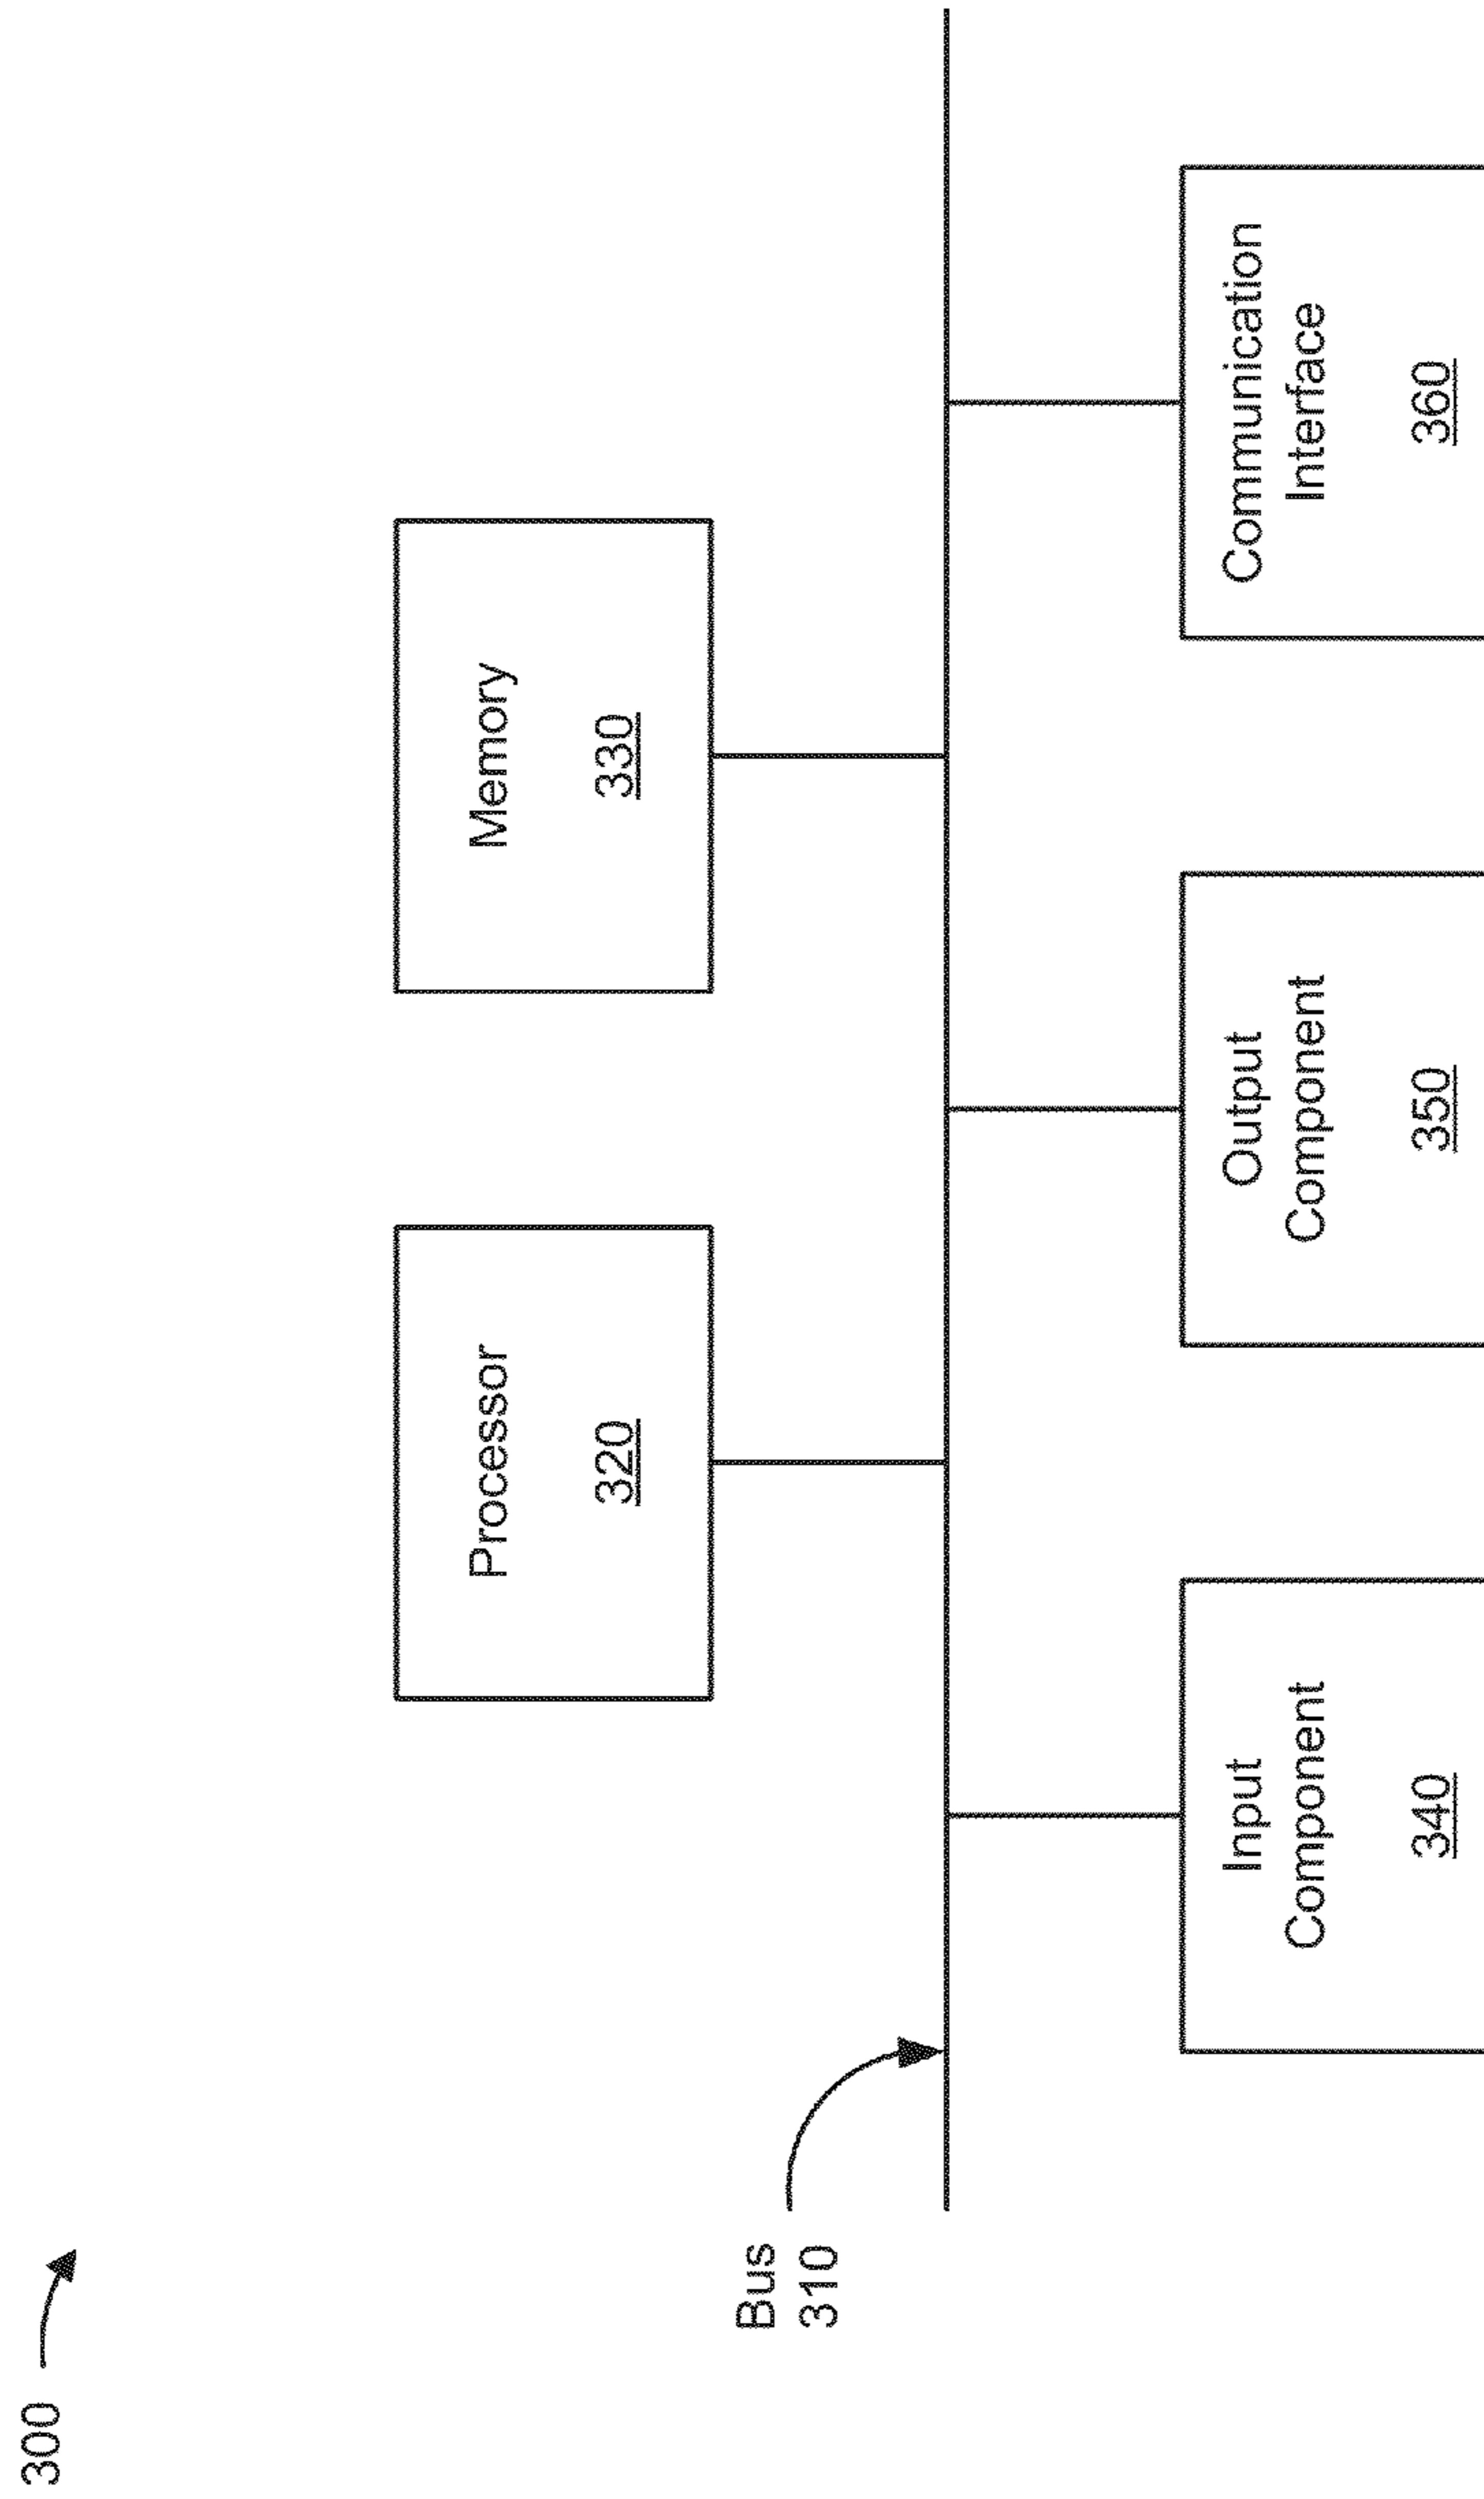 300
Processor
320
Memory
330
Bus
310
Input
Component
340
Output
Component
350
Communication
Interface
360